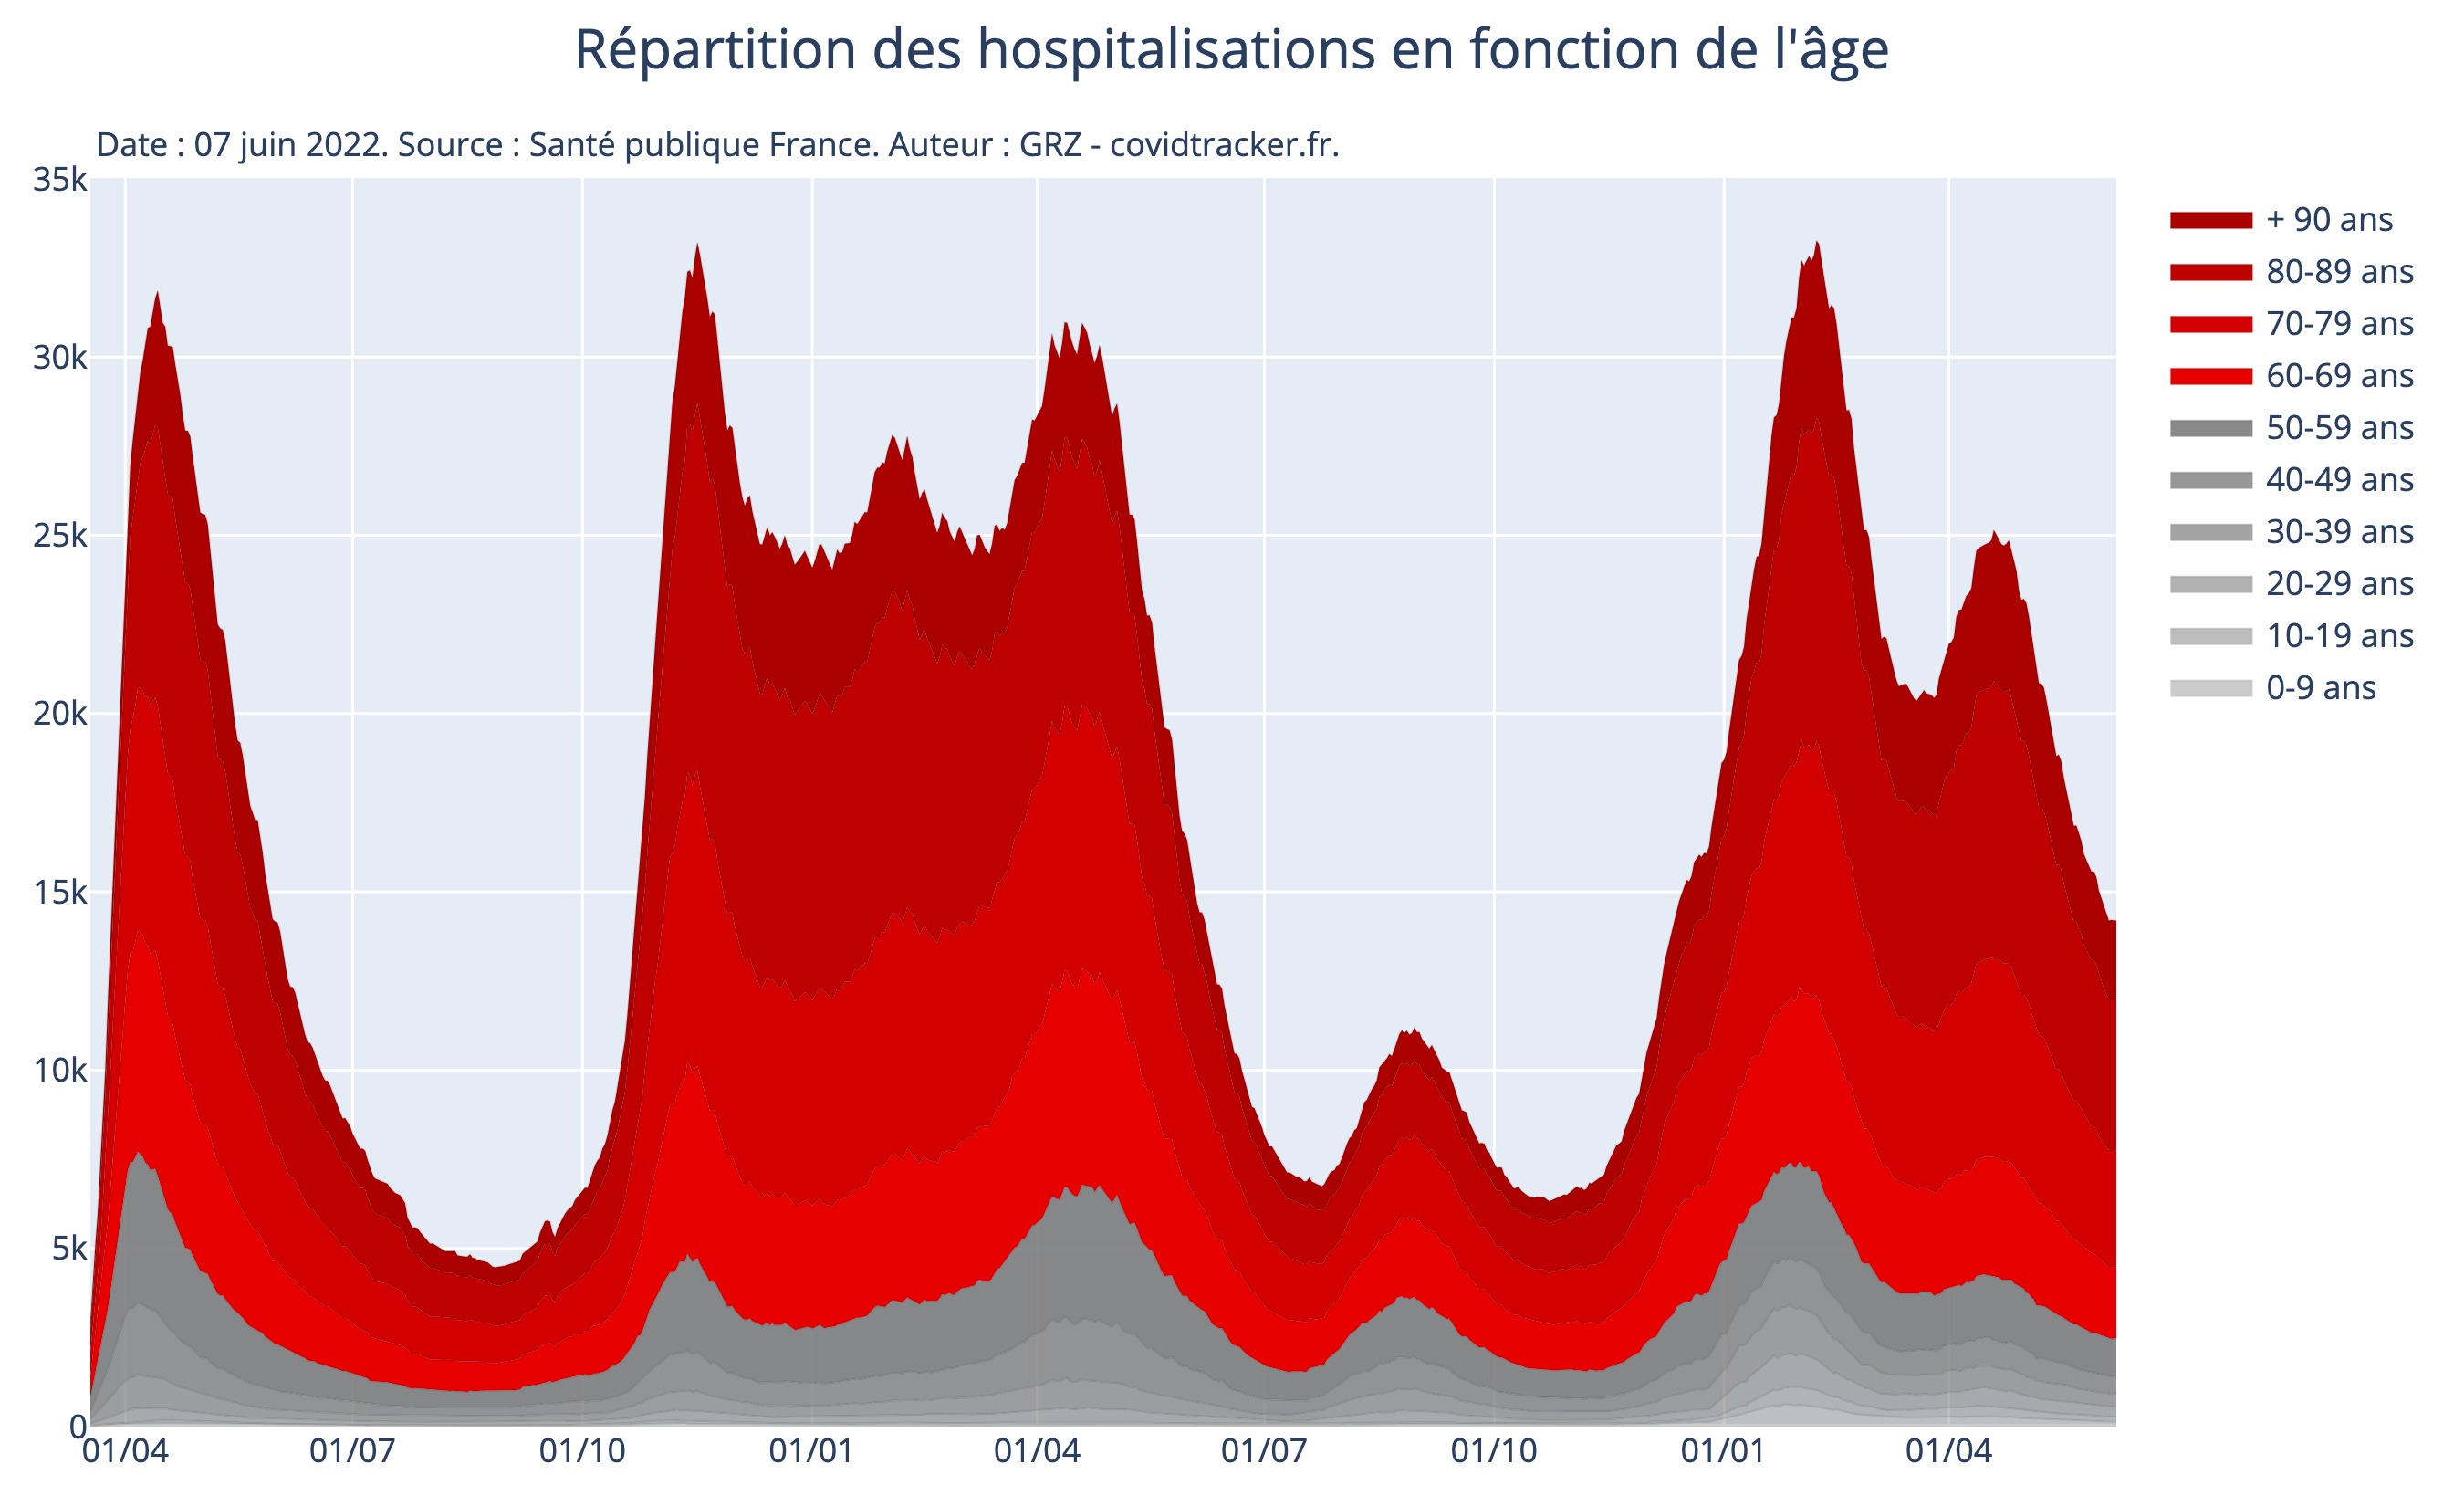 Répartition des hospitalisations en fonction de l'âge
Date : 07 juin 2022. Source : Santé publique France. Auteur : GRZ - covidtracker.fr.
35k
30k
25k
20k
15k
10k
5k
0
01/04
01/07
01/10
01/01
01/04
01/07
01/10
01/01
01/04
+ 90 ans
80-89 ans
70-79 ans
60-69 ans
50-59 ans
40-49 ans
30-39 ans
20-29 ans
10-19 ans
0-9 ans